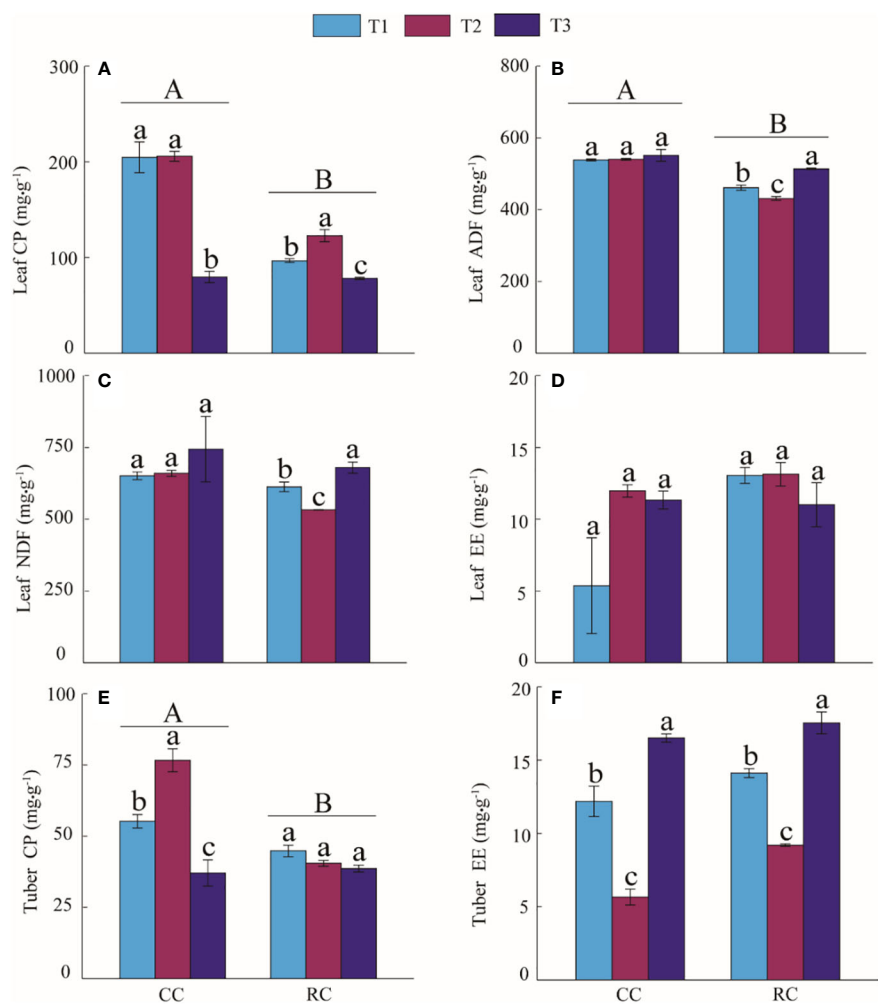 T1 T2 T3
A
Leaf CP (mg·g⁻¹)
300
200
100
0
A
a a b
B
b a c
B
Leaf ADF (mg·g⁻¹)
800
600
400
200
0
A
a a a
B
b c a
C
Leaf NDF (mg·g⁻¹)
1000
750
500
250
0
a a a
b c a
D
Leaf EE (mg·g⁻¹)
20
15
10
5
0
a a a
a a a
E
Tuber CP (mg·g⁻¹)
100
75
50
25
0
A
b a c
B
a a a
CC RC
F
Tuber EE (mg·g⁻¹)
20
15
10
5
0
b c a
b c a
CC RC